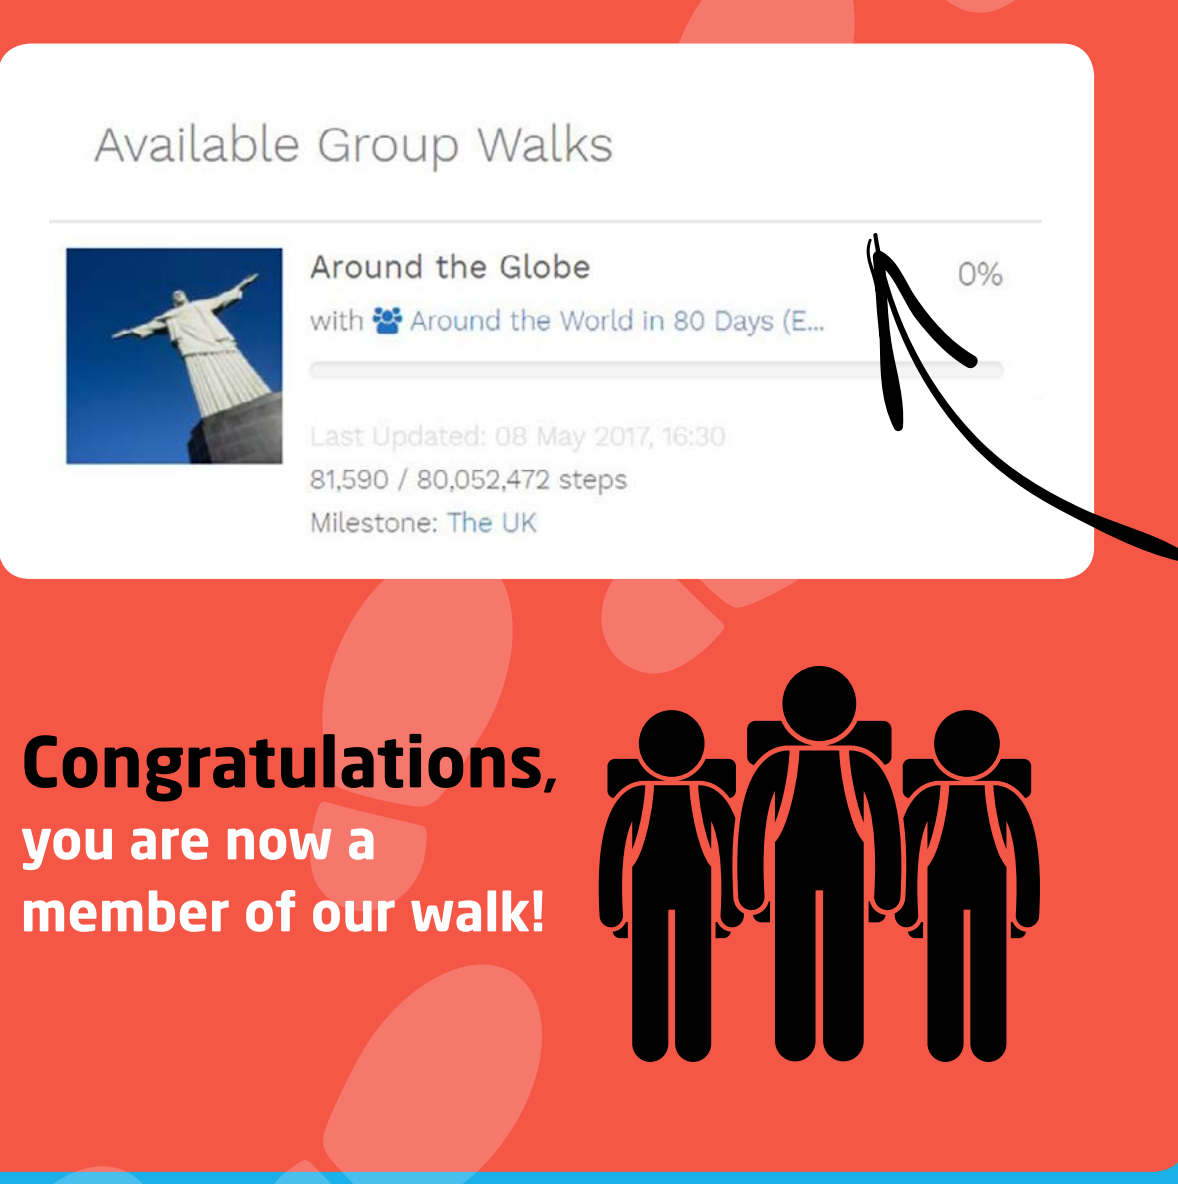 Available Group Walks
Around the Globe
0%
with Around the World in 80 Days (E...
Last Updated: 08 May 2017, 16:30
81,590 / 80,052,472 steps
Milestone: The UK
Congratulations,
you are now a
member of our walk!